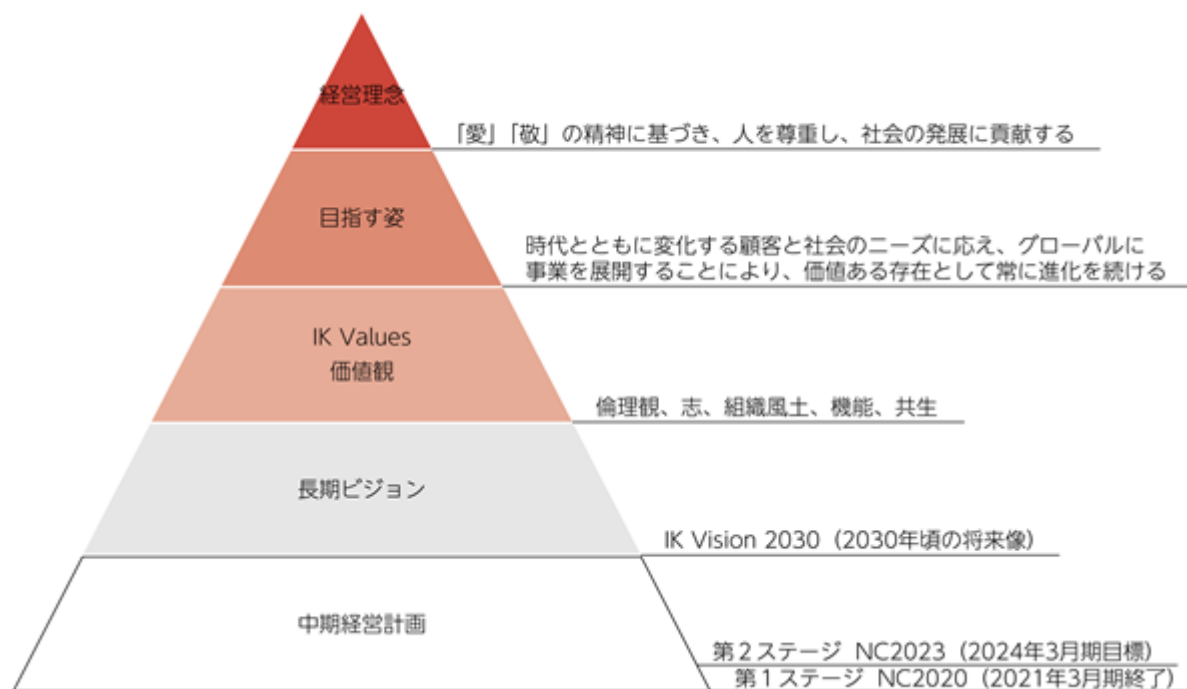 経営理念
「愛」「敬」の精神に基づき、人を尊重し、社会の発展に貢献する
目指す姿
時代とともに変化する顧客と社会のニーズに応え、グローバルに
事業を展開することにより、価値ある存在として常に進化を続ける
IK Values
価値観
倫理観、志、組織風土、機能、共生
長期ビジョン
IK Vision 2030（2030年頃の将来像）
中期経営計画
第2ステージ NC2023（2024年3月期目標）
第1ステージ NC2020（2021年3月期終了）